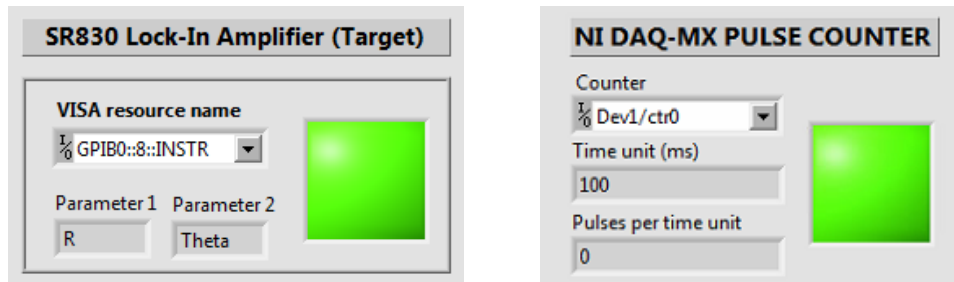 SR830 Lock-In Amplifier (Target)
VISA resource name
GPIB0::8::INSTR
Parameter 1 Parameter 2
R Theta
NI DAQ-MX PULSE COUNTER
Counter
Dev1/ctr0
Time unit (ms)
100
Pulses per time unit
0